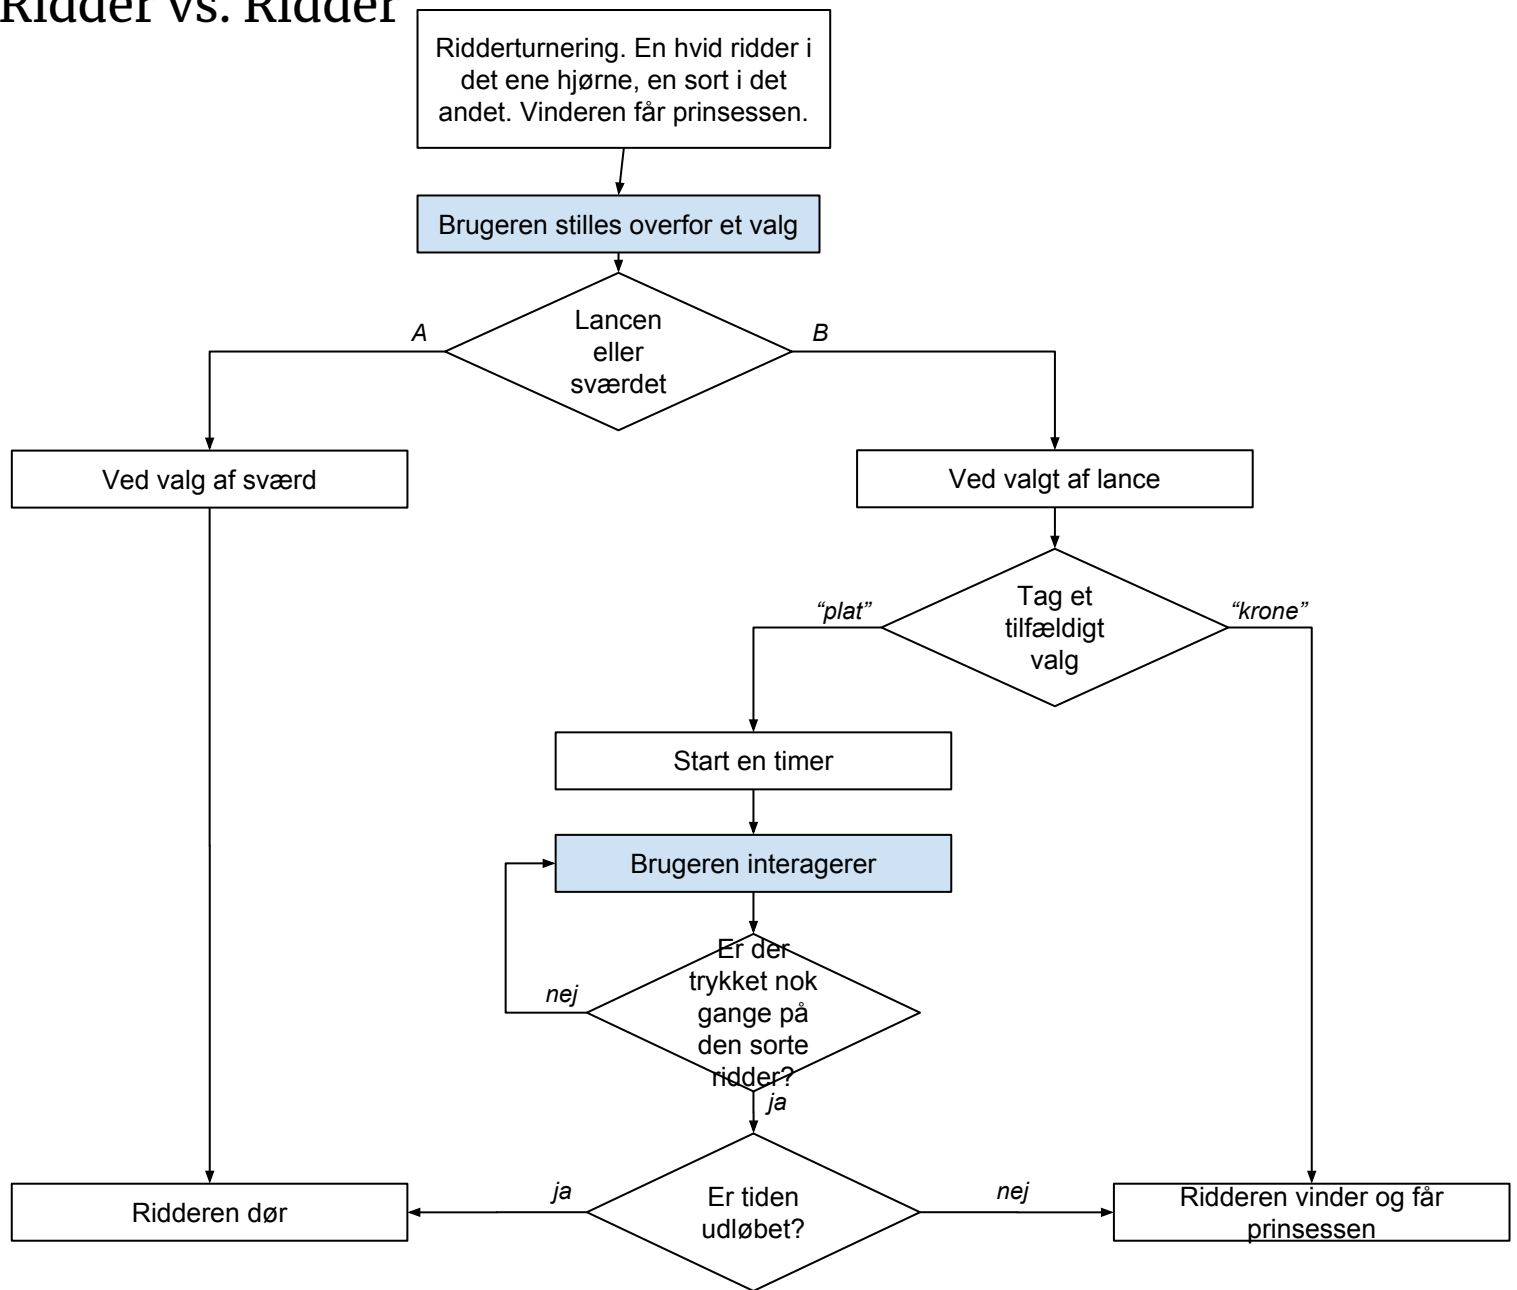 Ridder vs. Ridder
Ridderturnering. En hvid ridder i
det ene hjørne, en sort i det
andet. Vinderen får prinsessen.
Brugeren stilles overfor et valg
Lancen
eller
sværdet
A
B
Ved valg af sværd
Ved valgt af lance
Tag et
tilfældigt
valg
“plat”
“krone”
Start en timer
Brugeren interagerer
Er der
trykket nok
gange på
den sorte
ridder?
nej
ja
Er tiden
udløbet?
ja
nej
Ridderen dør
Ridderen vinder og får
prinsessen